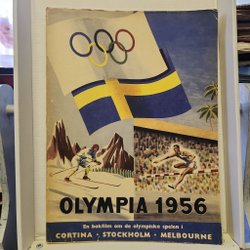 OLYMPIA 1956
En bokfilm om de olympiska spelen i
CORTINA · STOCKHOLM · MELBOURNE